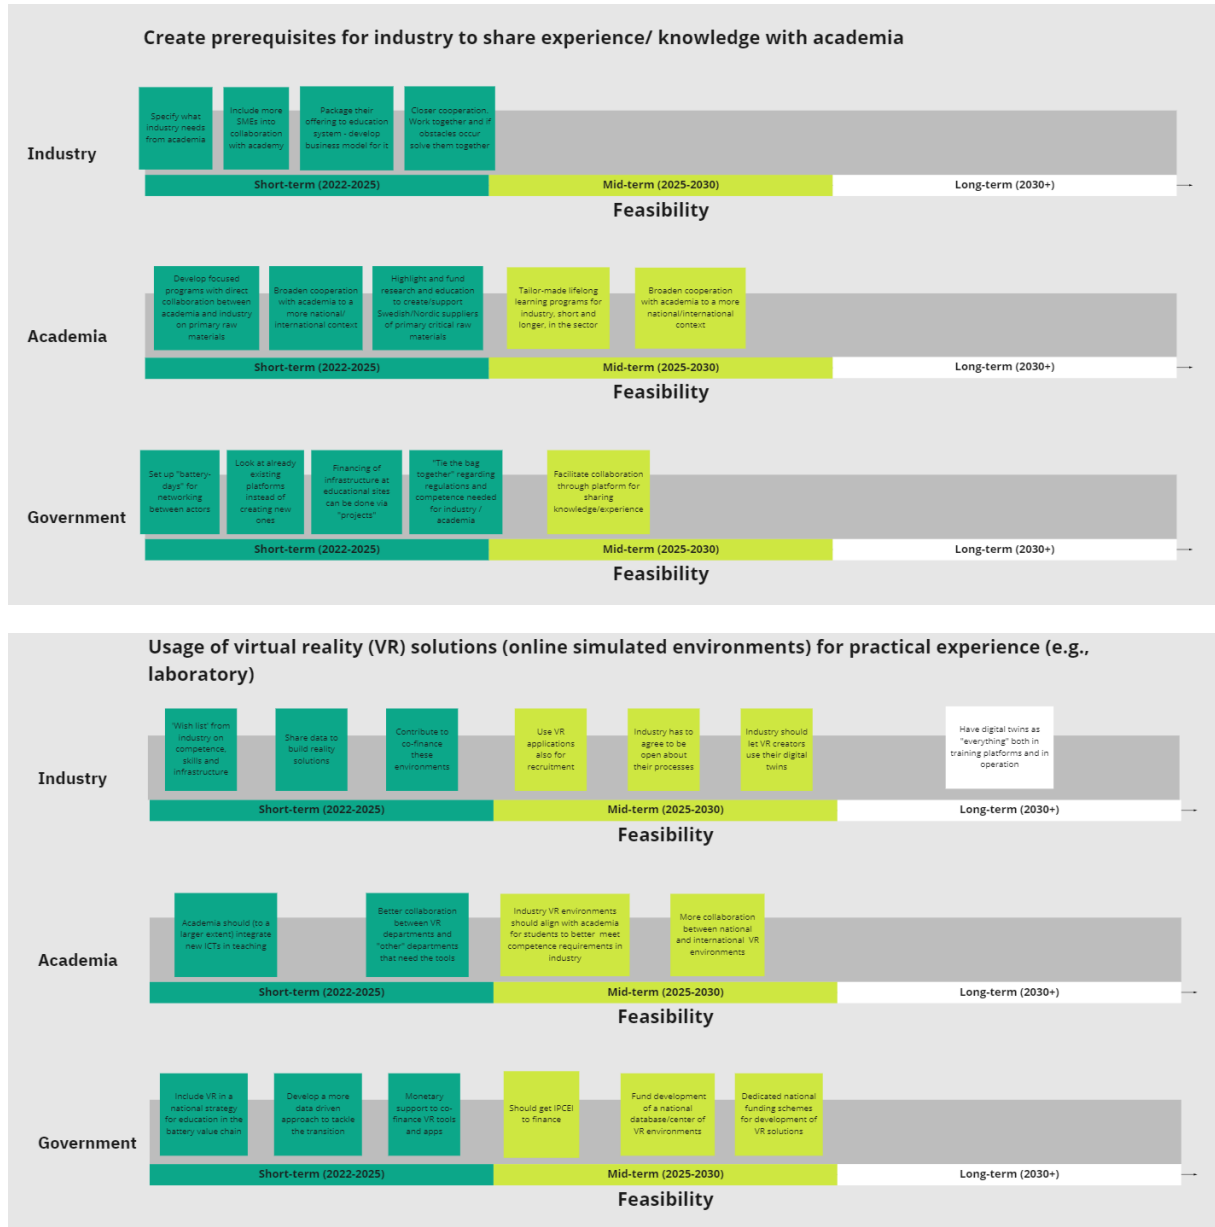 Create prerequisites for industry to share experience/ knowledge with academia
Industry
Specify what
industry needs
from academia
Include more
SMEs into
collaboration
with academy
Package their
offering to education
system - develop
business model for it
Closer cooperation.
Work together and if
obstacles occur
solve them together
Short-term (2022-2025)
Mid-term (2025-2030)
Long-term (2030+)
Feasibility
Academia
Develop focused
programs with direct
collaboration between
academia and industry
on primary raw
materials
Broaden cooperation
with academia to a
more national/
international context
Highlight and fund
research and education
to create/support
Swedish/Nordic suppliers
of primary critical raw
materials
Tailor-made lifelong
learning programs for
industry, short and
longer, in the sector
Broaden cooperation
with academia to a more
national/international
context
Short-term (2022-2025)
Mid-term (2025-2030)
Long-term (2030+)
Feasibility
Government
Set up "battery-
days" for
networking
between actors
Look at already
existing
platforms
instead of
creating new
ones
Financing of
infrastructure at
educational sites
can be done via
"projects"
"Tie the bag
together" regarding
regulations and
competence needed
for industry /
academia
Facilitate collaboration
through platform for
sharing
knowledge/experience
Short-term (2022-2025)
Mid-term (2025-2030)
Long-term (2030+)
Feasibility
Usage of virtual reality (VR) solutions (online simulated environments) for practical experience (e.g.,
laboratory)
Industry
'Wish list' from
industry on
competence,
skills and
infrastructure
Share data to
build reality
solutions
Contribute to
co-finance
these
environments
Use VR
applications
also for
recruitment
Industry has to
agree to be
open about
their processes
Industry should
let VR creators
use their digital
twins
Have digital twins as
"everything" both in
training platforms and in
operation
Short-term (2022-2025)
Mid-term (2025-2030)
Long-term (2030+)
Feasibility
Academia
Academia should (to a
larger extent) integrate
new ICTs in teaching
Better collaboration
between VR
departments and
"other" departments
that need the tools
Industry VR environments
should align with academia
for students to better meet
competence requirements in
industry
More collaboration
between national
and international VR
environments
Short-term (2022-2025)
Mid-term (2025-2030)
Long-term (2030+)
Feasibility
Government
Include VR in a
national strategy
for education in the
battery value chain
Develop a more
data driven
approach to tackle
the transition
Monetary
support to co-
finance VR tools
and apps
Should get IPCEI
to finance
Fund development
of a national
database/center of
VR environments
Dedicated national
funding schemes
for development of
VR solutions
Short-term (2022-2025)
Mid-term (2025-2030)
Long-term (2030+)
Feasibility